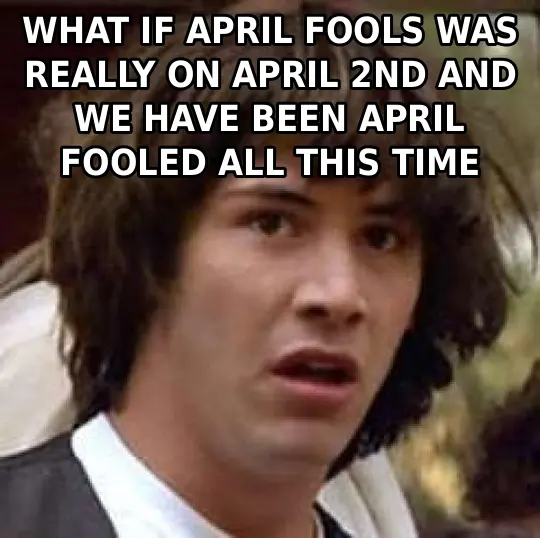 WHAT IF APRIL FOOLS WAS
REALLY ON APRIL 2ND AND
WE HAVE BEEN APRIL
FOOLED ALL THIS TIME